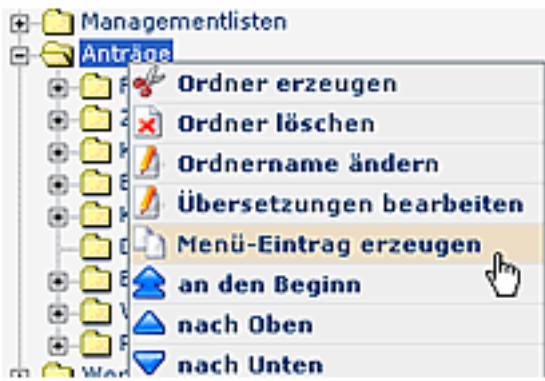 Managementlisten
Anträge
Ordner erzeugen
Ordner löschen
Ordnername ändern
Übersetzungen bearbeiten
Menü-Eintrag erzeugen
an den Beginn
nach Oben
nach Unten